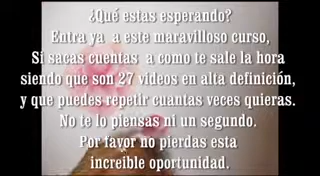 ¿Qué estas esperando?
Entra ya a este maravilloso curso,
Si sacas cuentas a como te sale la hora
siendo que son 27 videos en alta definición,
y que puedes repetir cuantas veces quieras.
No te lo piensas ni un segundo.
Por favor no pierdas esta
increible oportunidad.